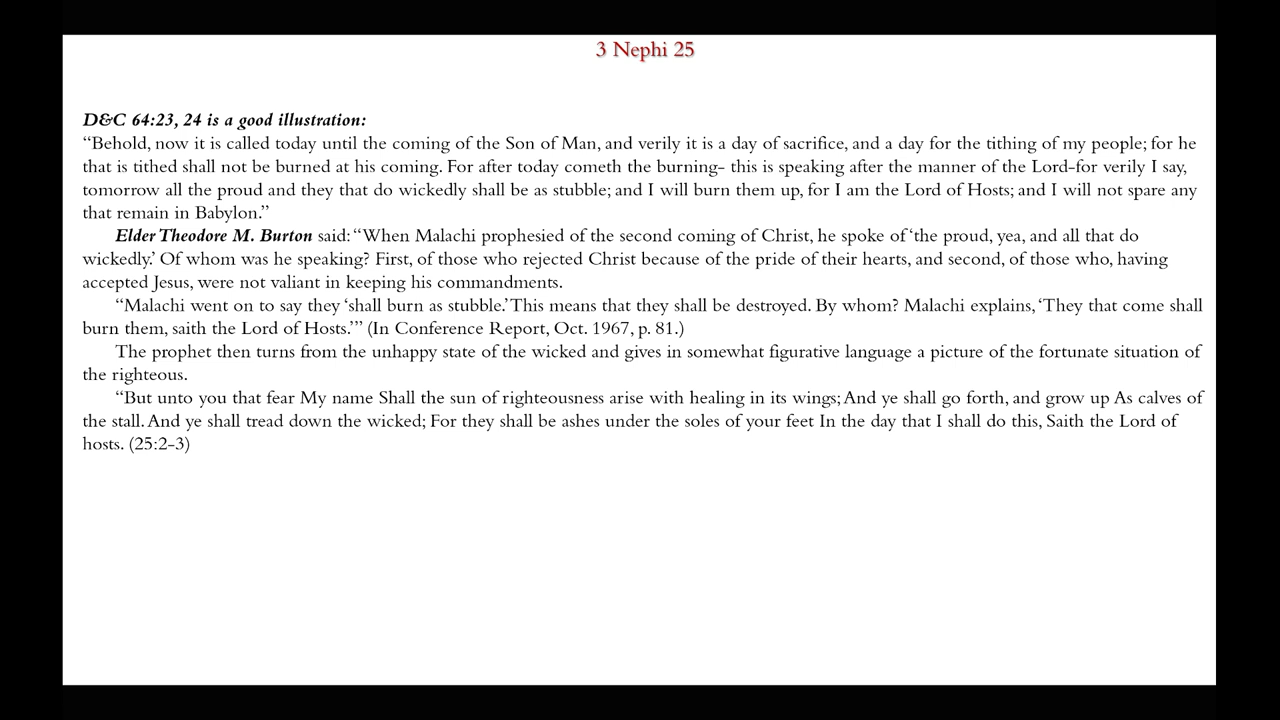 3 Nephi 25
D&C 64:23, 24 is a good illustration:
“Behold, now it is called today until the coming of the Son of Man, and verily it is a day of sacrifice, and a day for the tithing of my people; for he
that is tithed shall not be burned at his coming. For after today cometh the burning- this is speaking after the manner of the Lord-for verily I say,
tomorrow all the proud and they that do wickedly shall be as stubble; and I will burn them up, for I am the Lord of Hosts; and I will not spare any
that remain in Babylon.”
Elder Theodore M. Burton said: “When Malachi prophesied of the second coming of Christ, he spoke of ‘the proud, yea, and all that do
wickedly.’ Of whom was he speaking? First, of those who rejected Christ because of the pride of their hearts, and second, of those who, having
accepted Jesus, were not valiant in keeping his commandments.
“Malachi went on to say they ‘shall burn as stubble.’ This means that they shall be destroyed. By whom? Malachi explains, ‘They that come shall
burn them, saith the Lord of Hosts.’” (In Conference Report, Oct. 1967, p. 81.)
The prophet then turns from the unhappy state of the wicked and gives in somewhat figurative language a picture of the fortunate situation of
the righteous.
“But unto you that fear My name Shall the sun of righteousness arise with healing in its wings; And ye shall go forth, and grow up As calves of
the stall. And ye shall tread down the wicked; For they shall be ashes under the soles of your feet In the day that I shall do this, Saith the Lord of
hosts. (25:2-3)